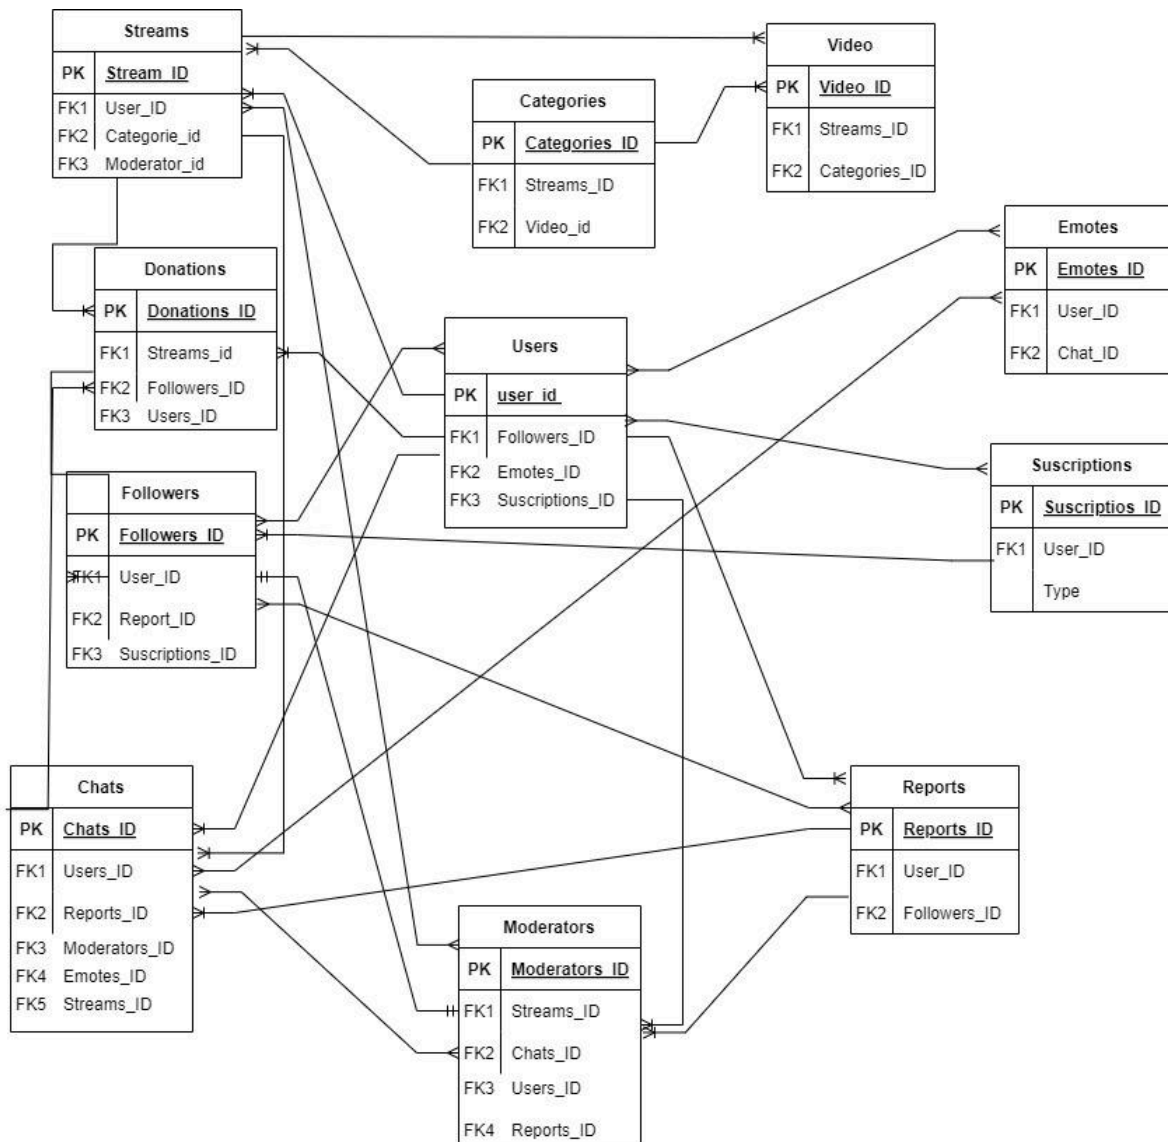 Streams
PK Stream_ID
FK1 User_ID
FK2 Categorie_id
FK3 Moderator_id
Video
PK Video_ID
FK1 Streams_ID
FK2 Categories_ID
Categories
PK Categories_ID
FK1 Streams_ID
FK2 Video_id
Emotes
PK Emotes_ID
FK1 User_ID
FK2 Chat_ID
Donations
PK Donations_ID
FK1 Streams_id
FK2 Followers_ID
FK3 Users_ID
Users
PK user_id
FK1 Followers_ID
FK2 Emotes_ID
FK3 Suscriptions_ID
Suscriptions
PK Suscriptios_ID
FK1 User_ID
Type
Followers
PK Followers_ID
FK1 User_ID
FK2 Report_ID
FK3 Suscriptions_ID
Chats
PK Chats_ID
FK1 Users_ID
FK2 Reports_ID
FK3 Moderators_ID
FK4 Emotes_ID
FK5 Streams_ID
Reports
PK Reports_ID
FK1 User_ID
FK2 Followers_ID
Moderators
PK Moderators_ID
FK1 Streams_ID
FK2 Chats_ID
FK3 Users_ID
FK4 Reports_ID